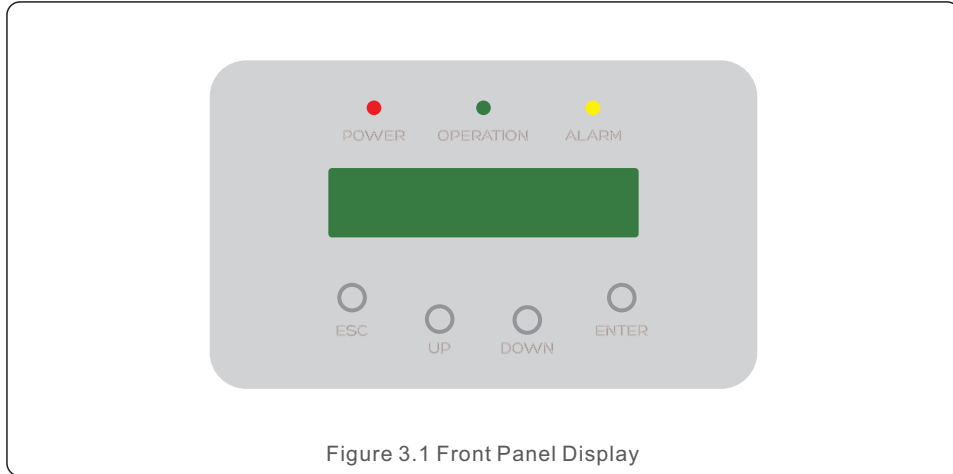 POWER OPERATION ALARM
ESC UP DOWN ENTER
Figure 3.1 Front Panel Display